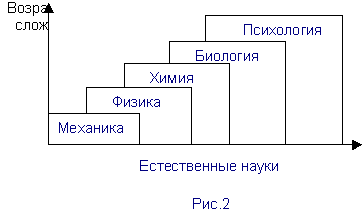 Возра
слож
Психология
Биология
Химия
Физика
Механика
Естественные науки
Рис.2